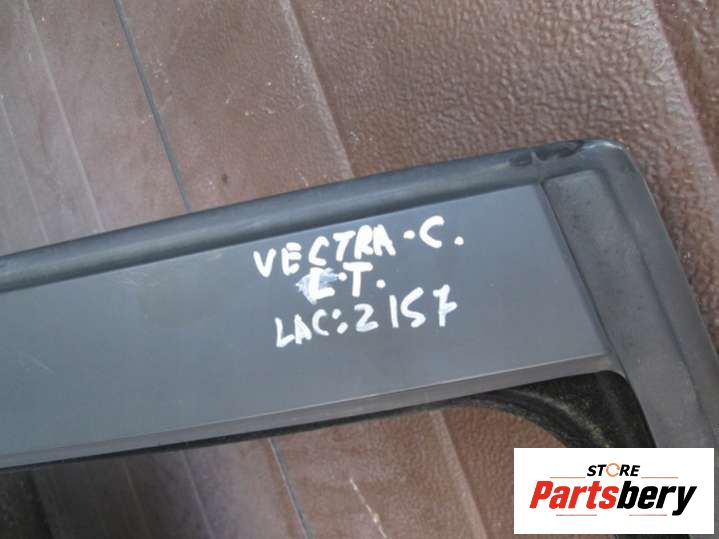 VECTRA-C.
L.T.
LAC:2157
STORE
Partsbery